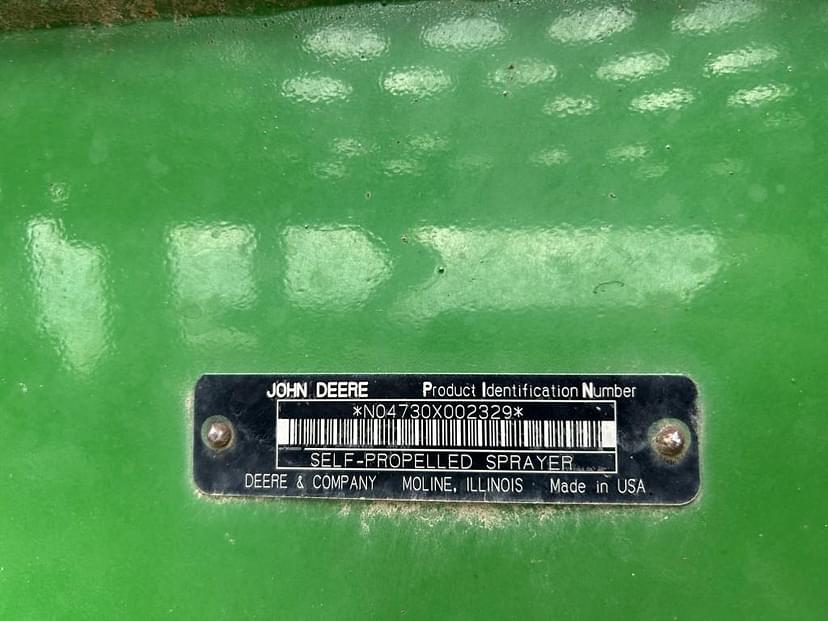 JOHN DEERE Product Identification Number
*N04730X002329*
SELF-PROPELLED SPRAYER
DEERE & COMPANY MOLINE, ILLINOIS Made in USA